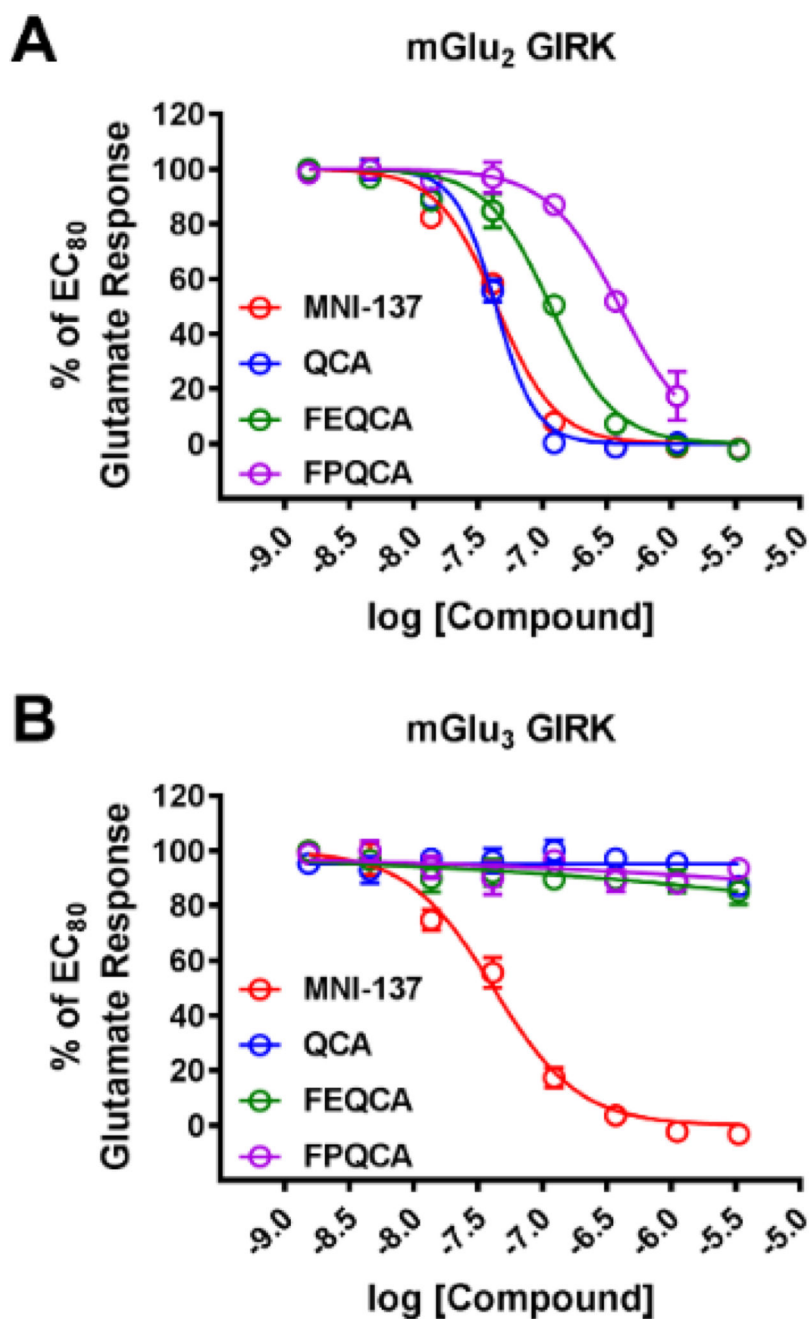 A
mGlu₂ GIRK
% of EC₈₀
Glutamate Response
120
100
80
60
40
20
0
MNI-137
QCA
FEQCA
FPQCA
-9.0 -8.5 -8.0 -7.5 -7.0 -6.5 -6.0 -5.5 -5.0
log [Compound]
B
mGlu₃ GIRK
% of EC₈₀
Glutamate Response
120
100
80
60
40
20
0
MNI-137
QCA
FEQCA
FPQCA
-9.0 -8.5 -8.0 -7.5 -7.0 -6.5 -6.0 -5.5 -5.0
log [Compound]